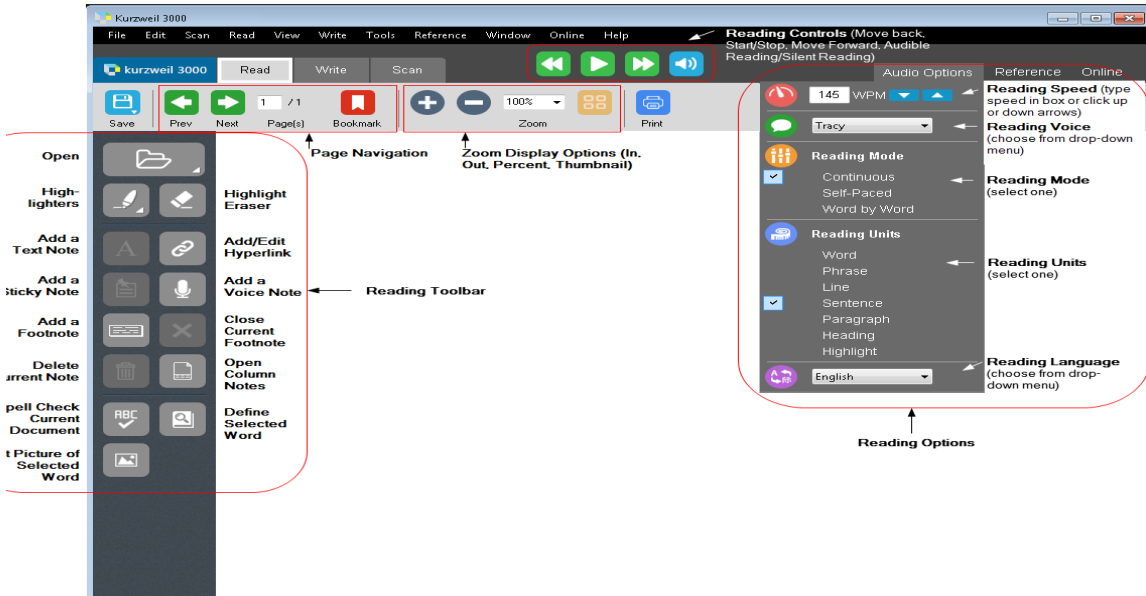 Kurzweil 3000
File Edit Scan Read View Write Tools Reference Window Online Help
Reading Controls (Move back,
Start/Stop, Move Forward, Audible
Reading/Silent Reading)
kurzweil 3000 Read Write Scan
Audio Options Reference Online
Save Prev Next 1 /1 Page(s) Bookmark 100% Zoom Print
145 WPM
Reading Speed (type
speed in box or click up
or down arrows)
Tracy
Reading Voice
(choose from drop-down
menu)
Page Navigation
Zoom Display Options (In,
Out, Percent, Thumbnail)
Reading Mode
Continuous
Self-Paced
Word by Word
Reading Mode
(select one)
Reading Units
Word
Phrase
Line
Sentence
Paragraph
Heading
Highlight
Reading Units
(select one)
English
Reading Language
(choose from drop-
down menu)
Reading Options
Open
High-
lighters
Highlight
Eraser
Add a
Text Note
A
Add/Edit
Hyperlink
Add a
Sticky Note
Add a
Voice Note
Reading Toolbar
Add a
Footnote
Close
Current
Footnote
Delete
urrent Note
Open
Column
Notes
pell Check
Current
Document
ABC
Define
Selected
Word
t Picture of
Selected
Word